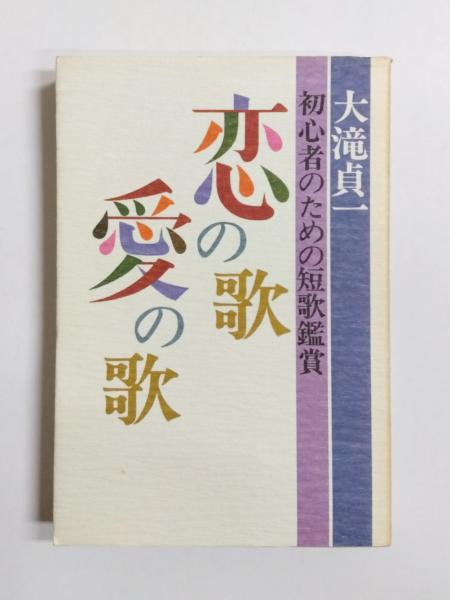 大滝貞一
初心者のための短歌鑑賞
恋の歌
愛の歌